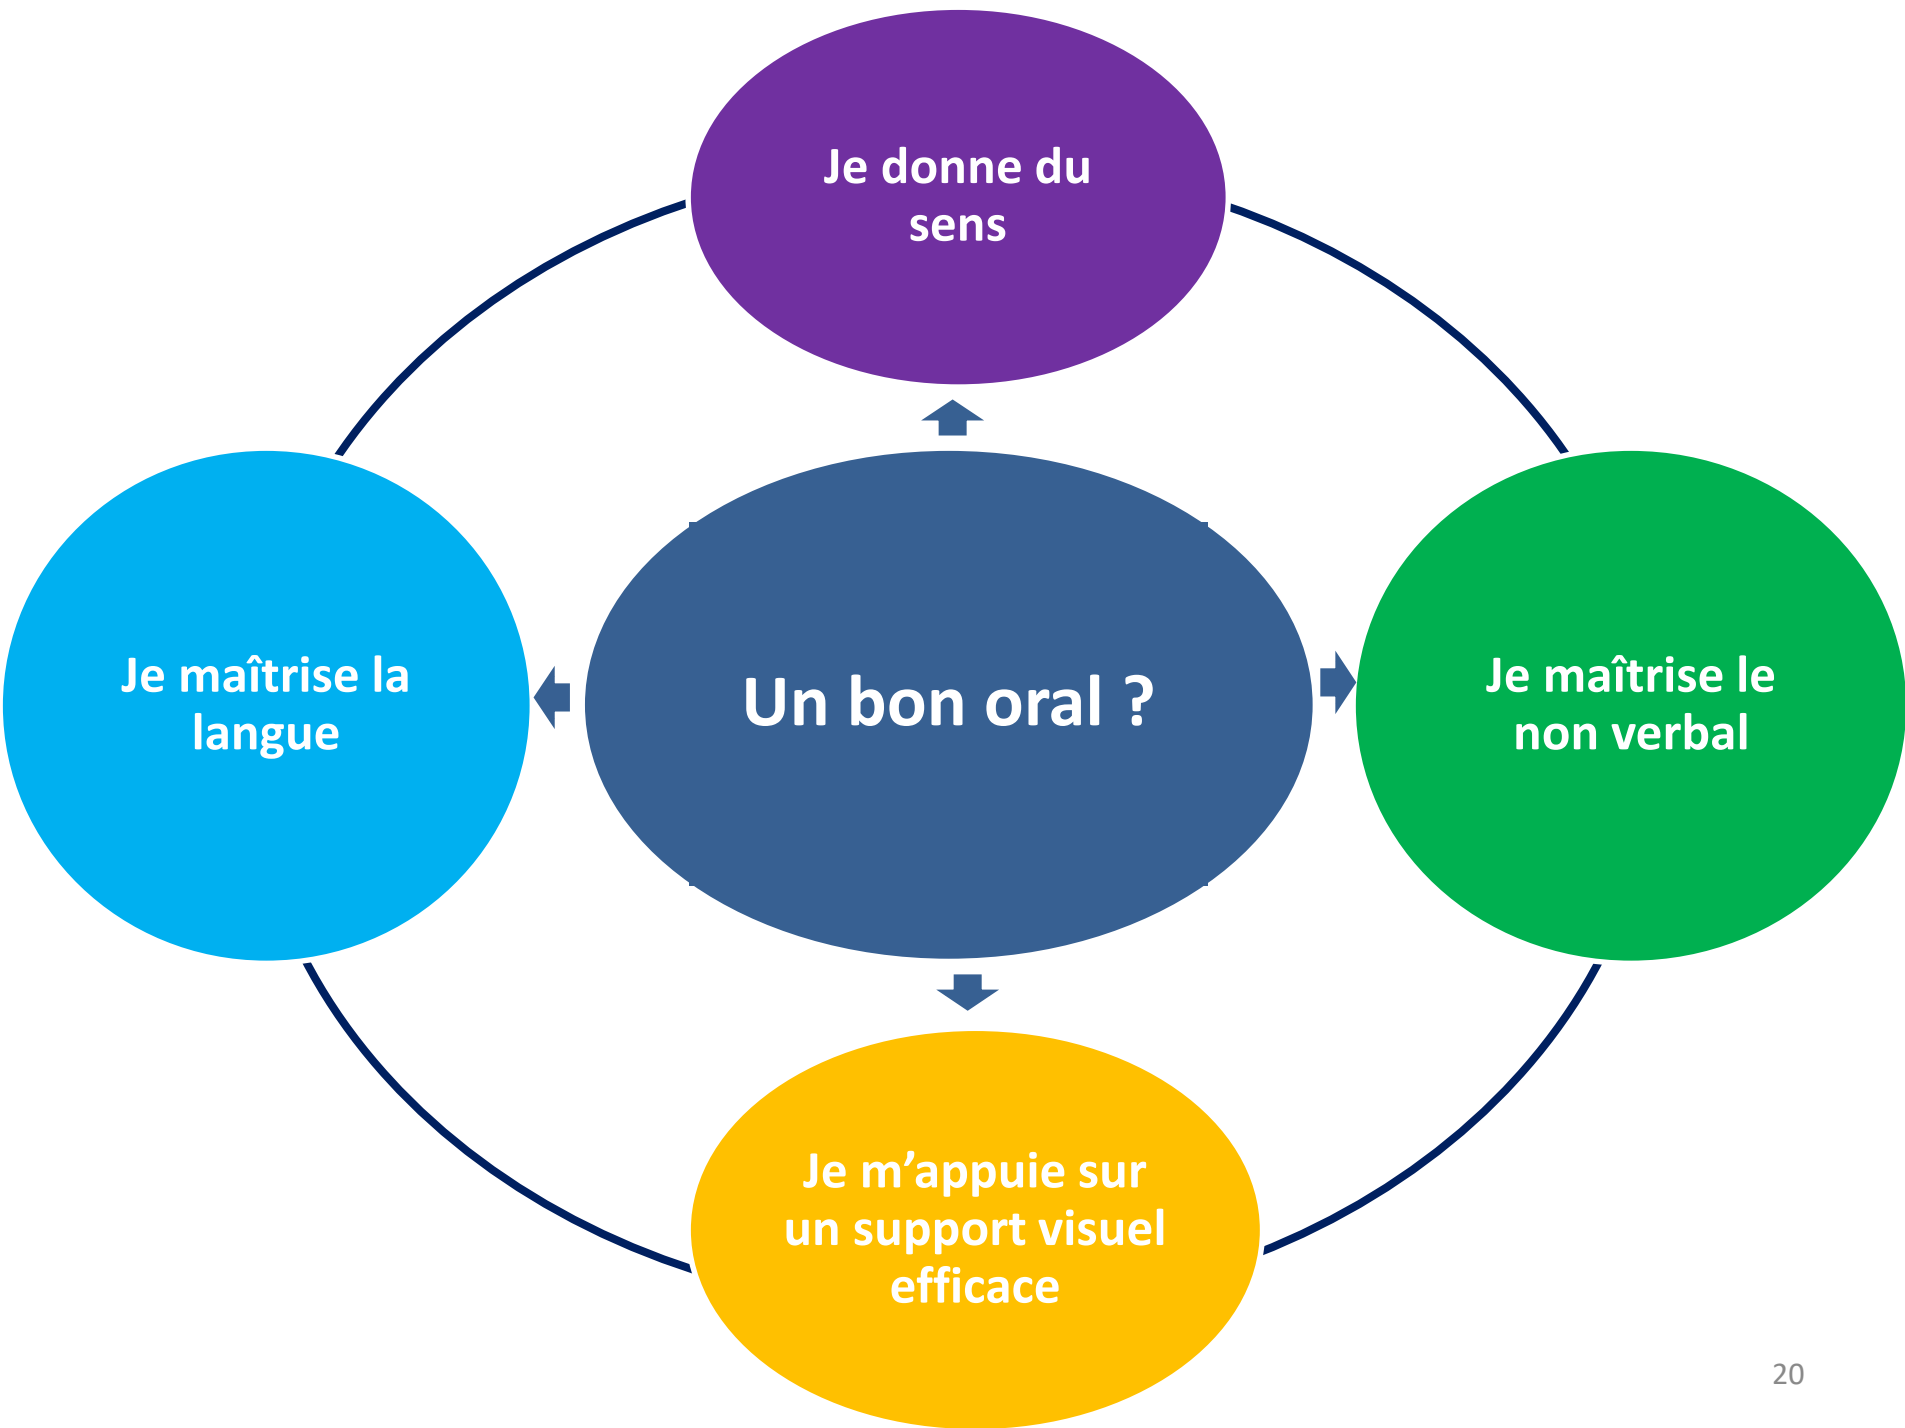 Je donne du
sens
Je maîtrise la
langue
Un bon oral ?
Je maîtrise le
non verbal
Je m’appuie sur
un support visuel
efficace
20